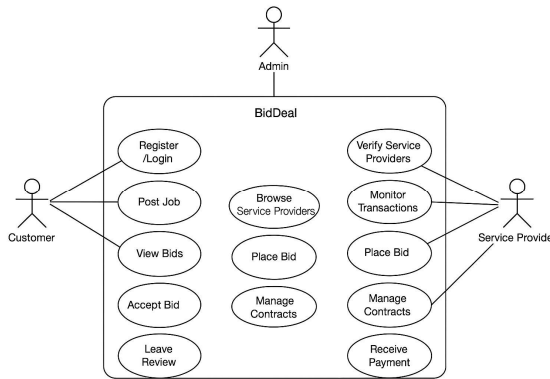 Admin
BidDeal
Register
/Login
Verify Service
Providers
Post Job
Browse
Service Providers
Monitor
Transactions
Customer
Service Provide
View Bids
Place Bid
Place Bid
Accept Bid
Manage
Contracts
Manage
Contracts
Leave
Review
Receive
Payment